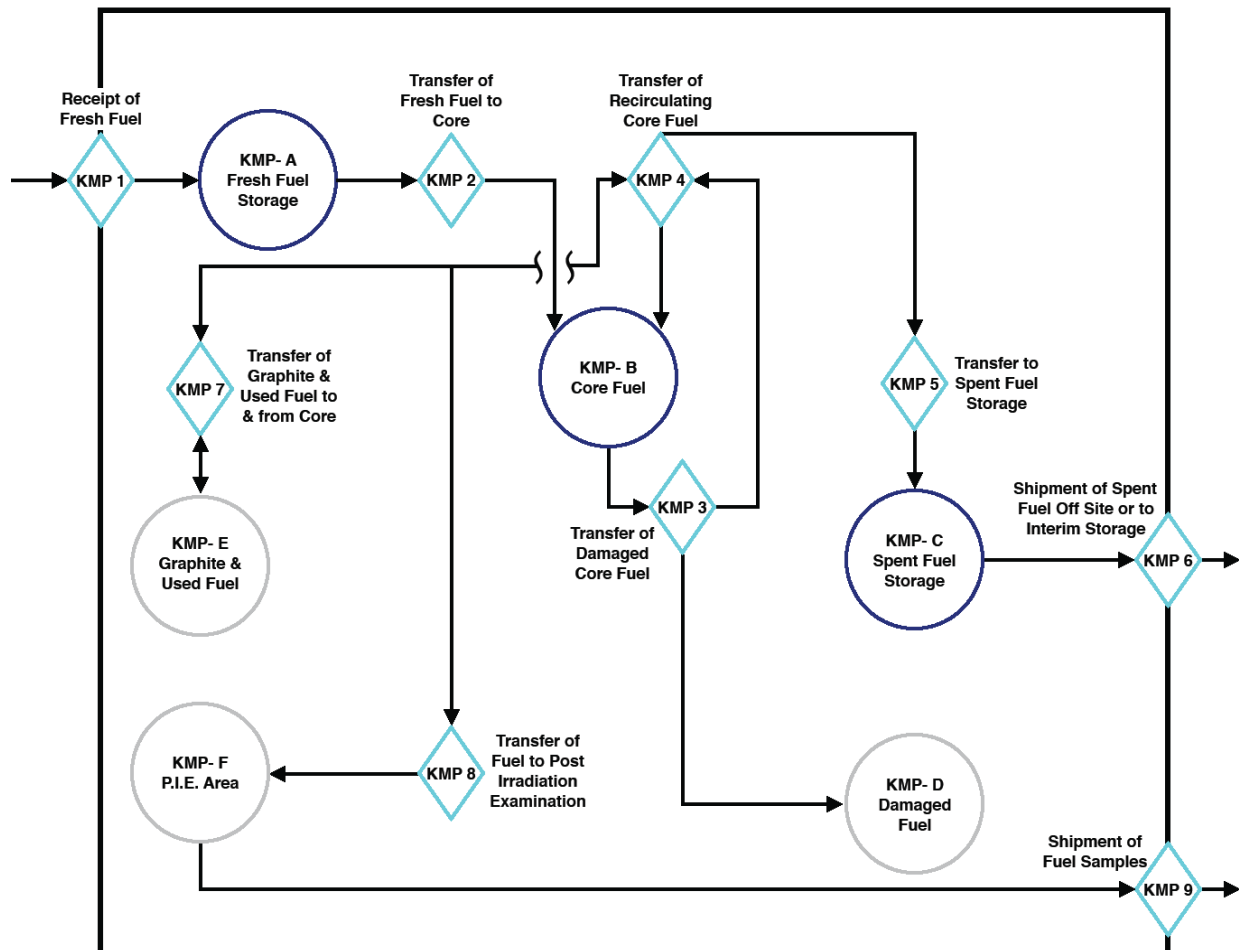 Receipt of
Fresh Fuel
KMP 1
KMP- A
Fresh Fuel
Storage
Transfer of
Fresh Fuel to
Core
KMP 2
Transfer of
Recirculating
Core Fuel
KMP 4
KMP 7
Transfer of
Graphite &
Used Fuel to
& from Core
KMP- B
Core Fuel
KMP 5
Transfer to
Spent Fuel
Storage
KMP- E
Graphite &
Used Fuel
KMP 3
Transfer of
Damaged
Core Fuel
KMP- C
Spent Fuel
Storage
Shipment of Spent
Fuel Off Site or to
Interim Storage
KMP 6
KMP- F
P.I.E. Area
KMP 8
Transfer of
Fuel to Post
Irradiation
Examination
KMP- D
Damaged
Fuel
Shipment of
Fuel Samples
KMP 9